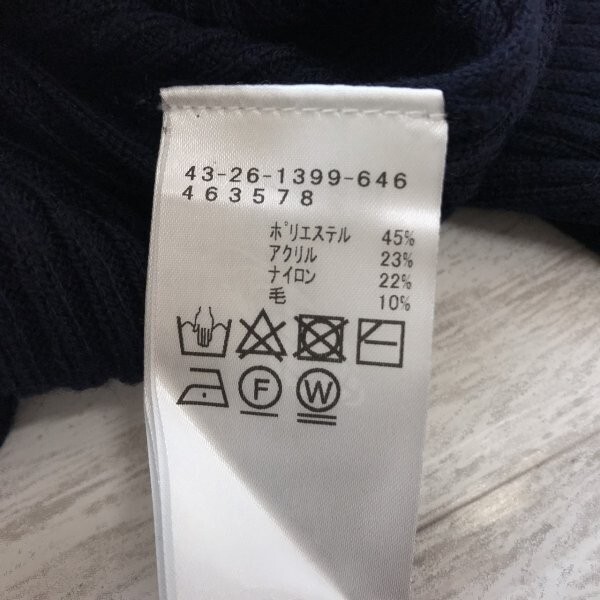 43-26-1399-646
463578
ポリエステル 45%
アクリル 23%
ナイロン 22%
毛 10%
F W